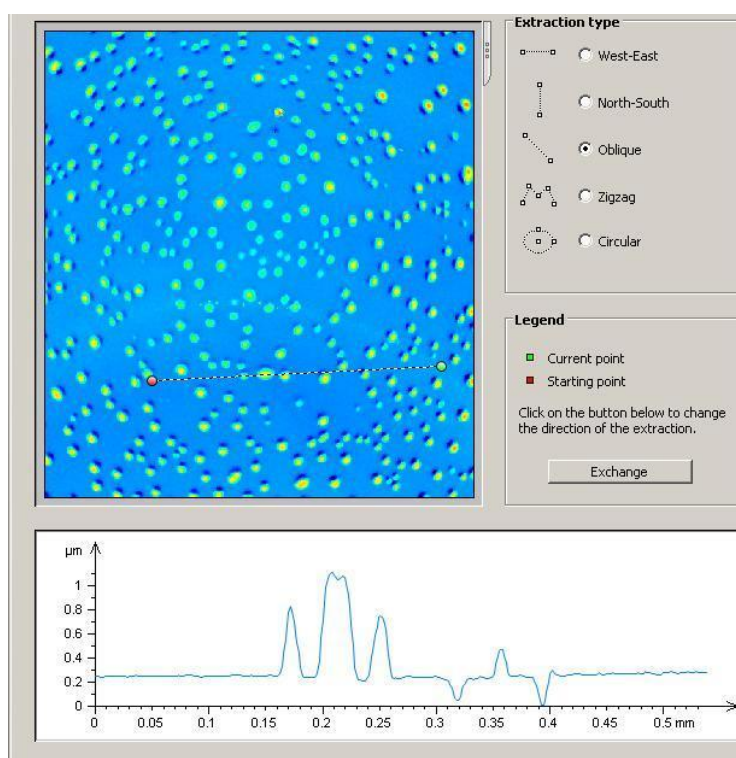 Extraction type
West-East
North-South
Oblique
Zigzag
Circular
Legend
Current point
Starting point
Click on the button below to change
the direction of the extraction.
Exchange
µm
1
0.8
0.6
0.4
0.2
0
0 0.05 0.1 0.15 0.2 0.25 0.3 0.35 0.4 0.45 0.5 mm